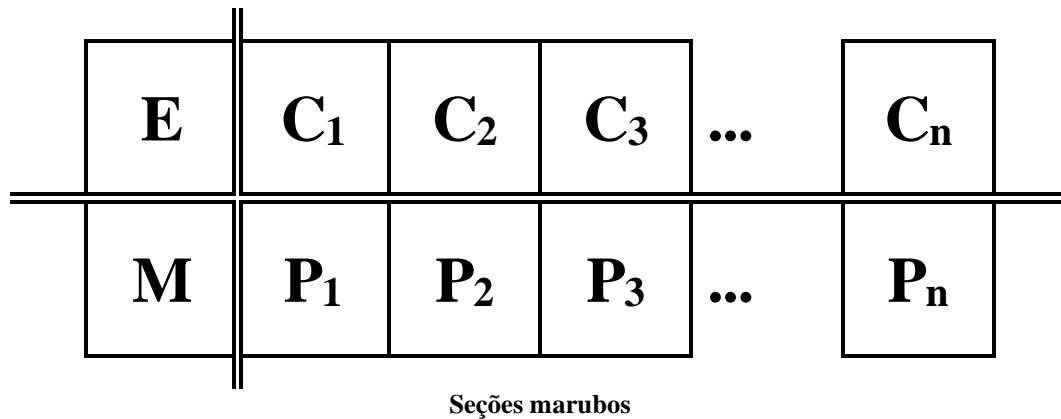 E C₁ C₂ C₃ ... Cₙ
M P₁ P₂ P₃ ... Pₙ
Seções marubos